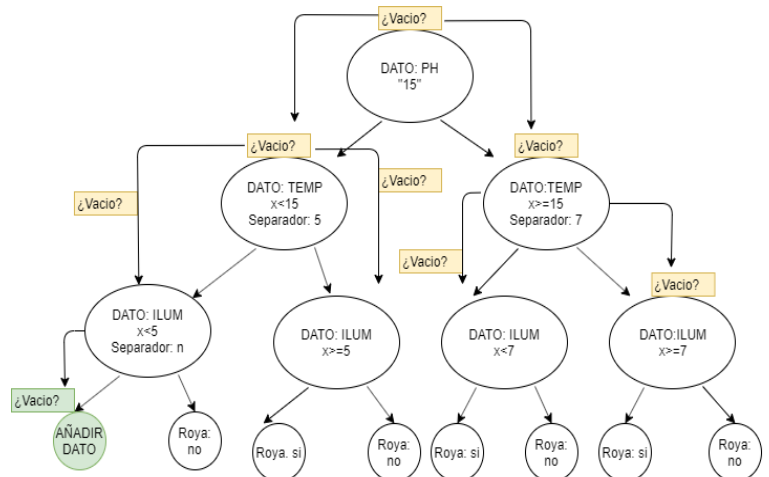 ¿Vacio?
DATO: PH
"15"
¿Vacio?
¿Vacio?
¿Vacio?
¿Vacio?
DATO: TEMP
x<15
Separador: 5
DATO:TEMP
x>=15
Separador: 7
¿Vacio?
¿Vacio?
DATO: ILUM
x<5
Separador: n
DATO: ILUM
x>=5
DATO: ILUM
x<7
DATO:ILUM
x>=7
¿Vacio?
AÑADIR
DATO
Roya:
no
Roya. si
Roya:
no
Roya: si
Roya:
no
Roya: si
Roya:
no